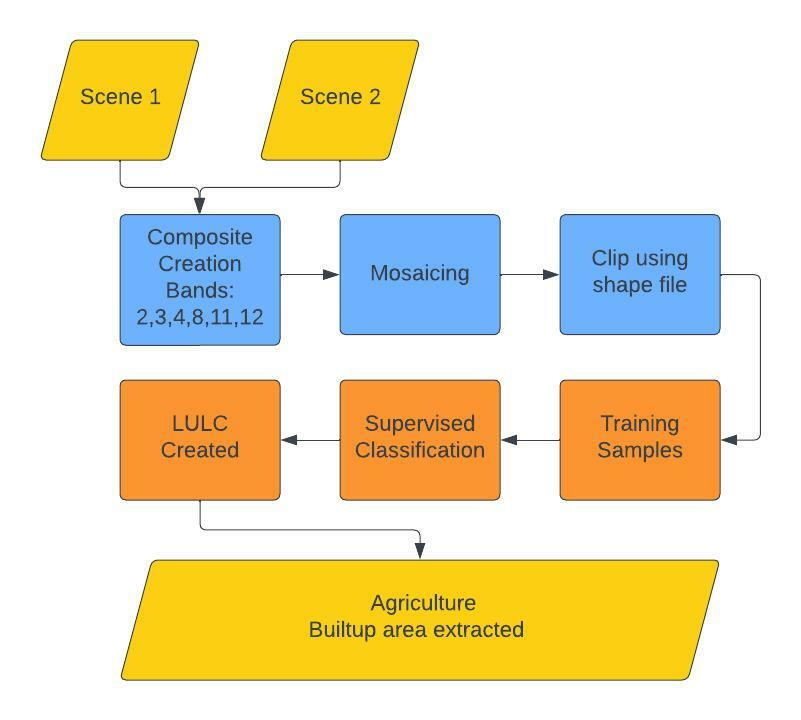 Scene 1
Scene 2
Composite
Creation
Bands:
2,3,4,8,11,12
Mosaicing
Clip using
shape file
LULC
Created
Supervised
Classification
Training
Samples
Agriculture
Builtup area extracted